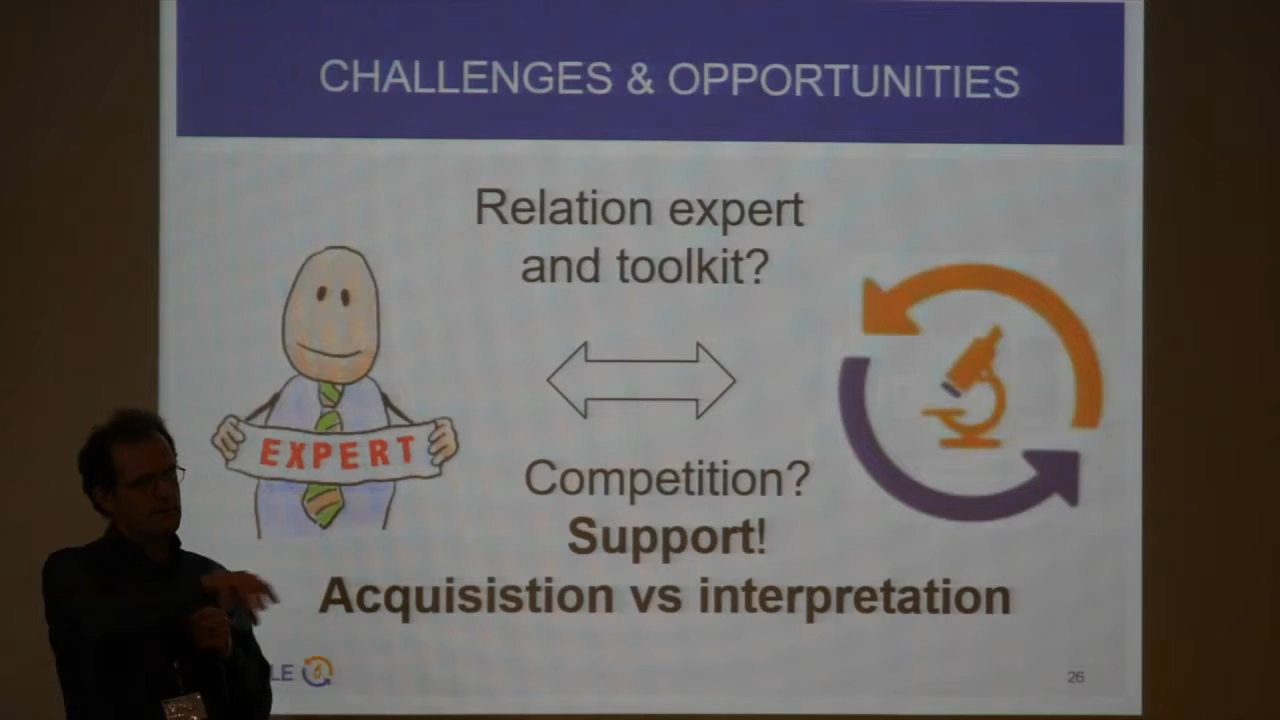 CHALLENGES & OPPORTUNITIES
Relation expert
and toolkit?
EXPERT
Competition?
Support!
Acquisistion vs interpretation
LE
26